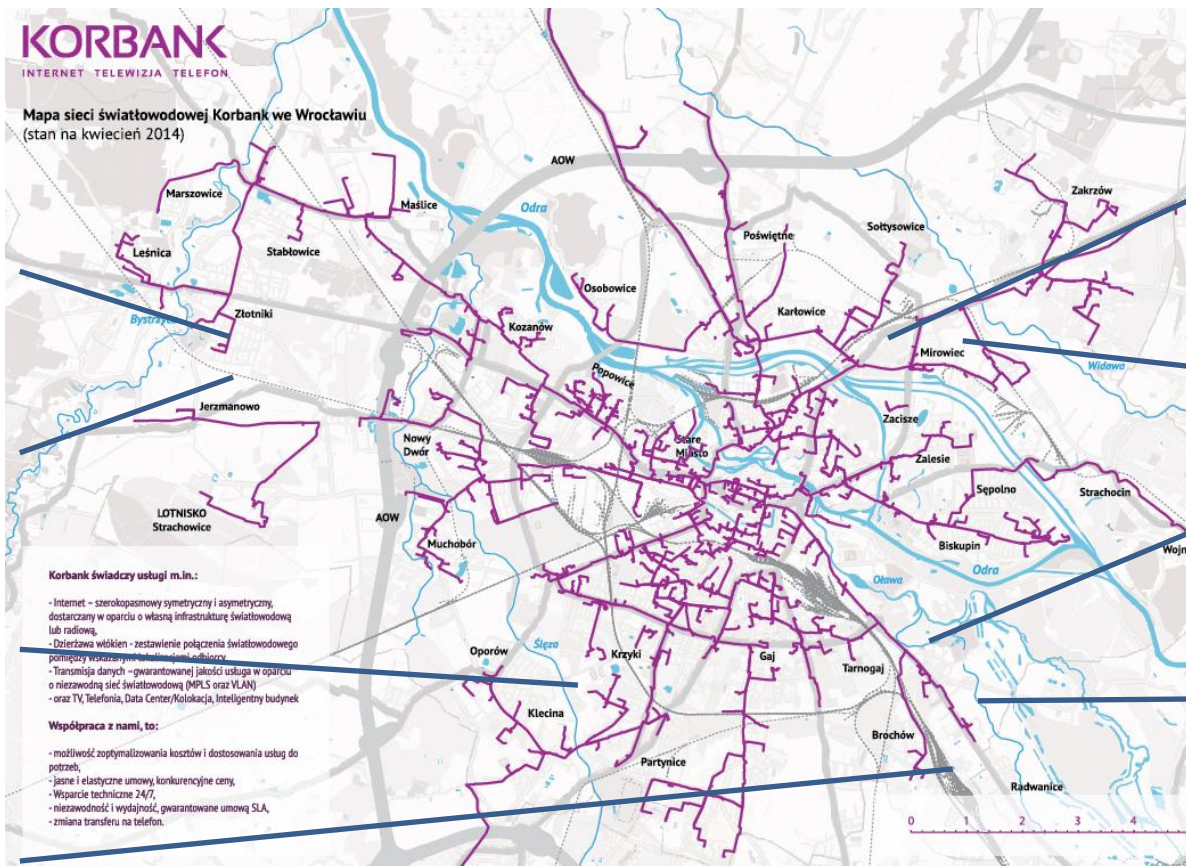 KORBANK
INTERNET TELEWIZJA TELEFON
Mapa sieci światłowodowej Korbank we Wrocławiu
(stan na kwiecień 2014)
AOW
Zakrzów
Marszowice
Maślice
Odra
Sołtysowice
Poświętne
Leśnica
Stabłowice
Osobowice
Złotniki
Karłowice
Kozanów
Mirowiec
Widawa
Popowice
Jerzmanowo
Zacisze
Nowy
Dwór
Stare
Miasto
Zalesie
Sępolno
Strachocin
LOTNISKO
Strachowice
AOW
Muchobór
Biskupin
Odra
Oława
Korbank świadczy usługi m.in.:
- Internet – szerokopasmowy symetryczny i asymetryczny,
dostarczany w oparciu o własną infrastrukturę światłowodową
lub radiową,
- Dzierżawa włókien - zestawienie połączenia światłowodowego
pomiędzy
- Transmisja danych – gwarantowanej jakości usługa w oparciu
o niezawodną sieć światłowodową (MPLS oraz VLAN)
- oraz TV, Telefonia, Data Center/Kolokacja, Inteligentny budynek
Ślęza
Oporów
Krzyki
Gaj
Tarnogaj
Współpraca z nami, to:
Klecina
Brochów
- możliwość zoptymalizowania kosztów i dostosowania usług do
potrzeb,
- jasne i elastyczne umowy, konkurencyjne ceny,
- Wsparcie techniczne 24/7,
- niezawodność i wydajność, gwarantowane umową SLA,
- zmiana transferu na telefon.
Partynice
Radwanice
0 1 2 3 4